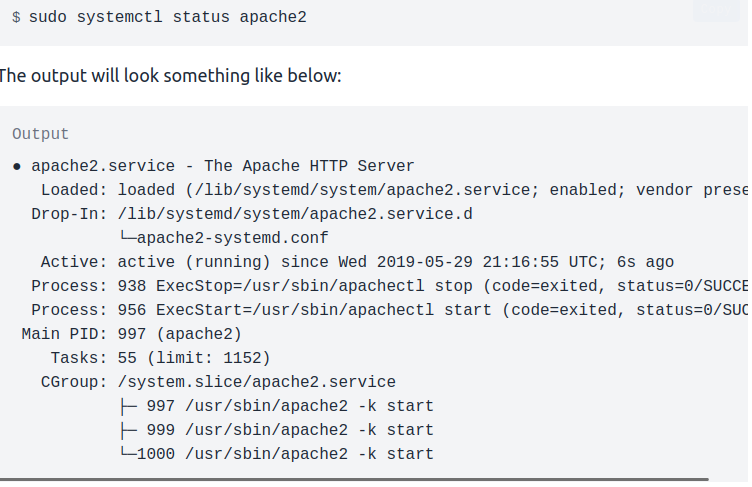 $ sudo systemctl status apache2
The output will look something like below:
Output
● apache2.service - The Apache HTTP Server
Loaded: loaded (/lib/systemd/system/apache2.service; enabled; vendor prese
Drop-In: /lib/systemd/system/apache2.service.d
└─apache2-systemd.conf
Active: active (running) since Wed 2019-05-29 21:16:55 UTC; 6s ago
Process: 938 ExecStop=/usr/sbin/apachectl stop (code=exited, status=0/SUCCE
Process: 956 ExecStart=/usr/sbin/apachectl start (code=exited, status=0/SUC
Main PID: 997 (apache2)
Tasks: 55 (limit: 1152)
CGroup: /system.slice/apache2.service
├─ 997 /usr/sbin/apache2 -k start
├─ 999 /usr/sbin/apache2 -k start
└─1000 /usr/sbin/apache2 -k start